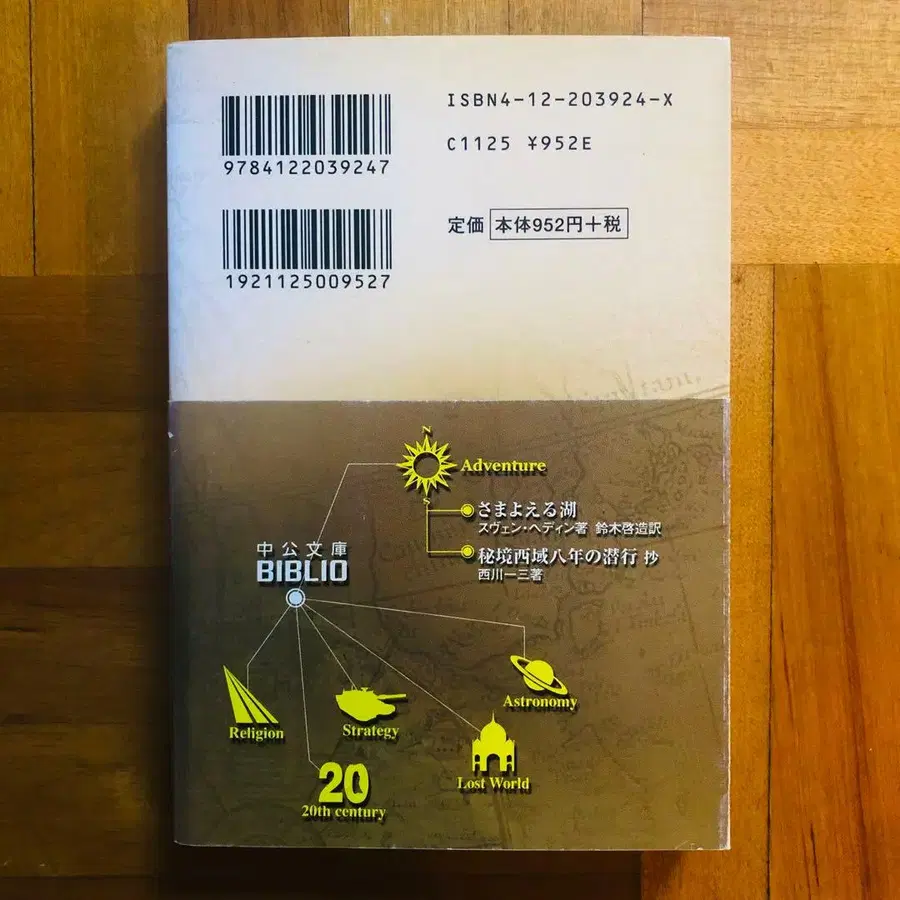 ISBN4-12-203924-X
C1125 ¥952E
9784122039247
定価 本体952円+税
1921125009527
N
Adventure
S
さまよえる湖
スヴェン・ヘディン著 鈴木啓造訳
秘境西域八年の潜行 抄
西川一三著
中公文庫
BIBLIO
Astronomy
Religion
Strategy
Lost World
20
20th century